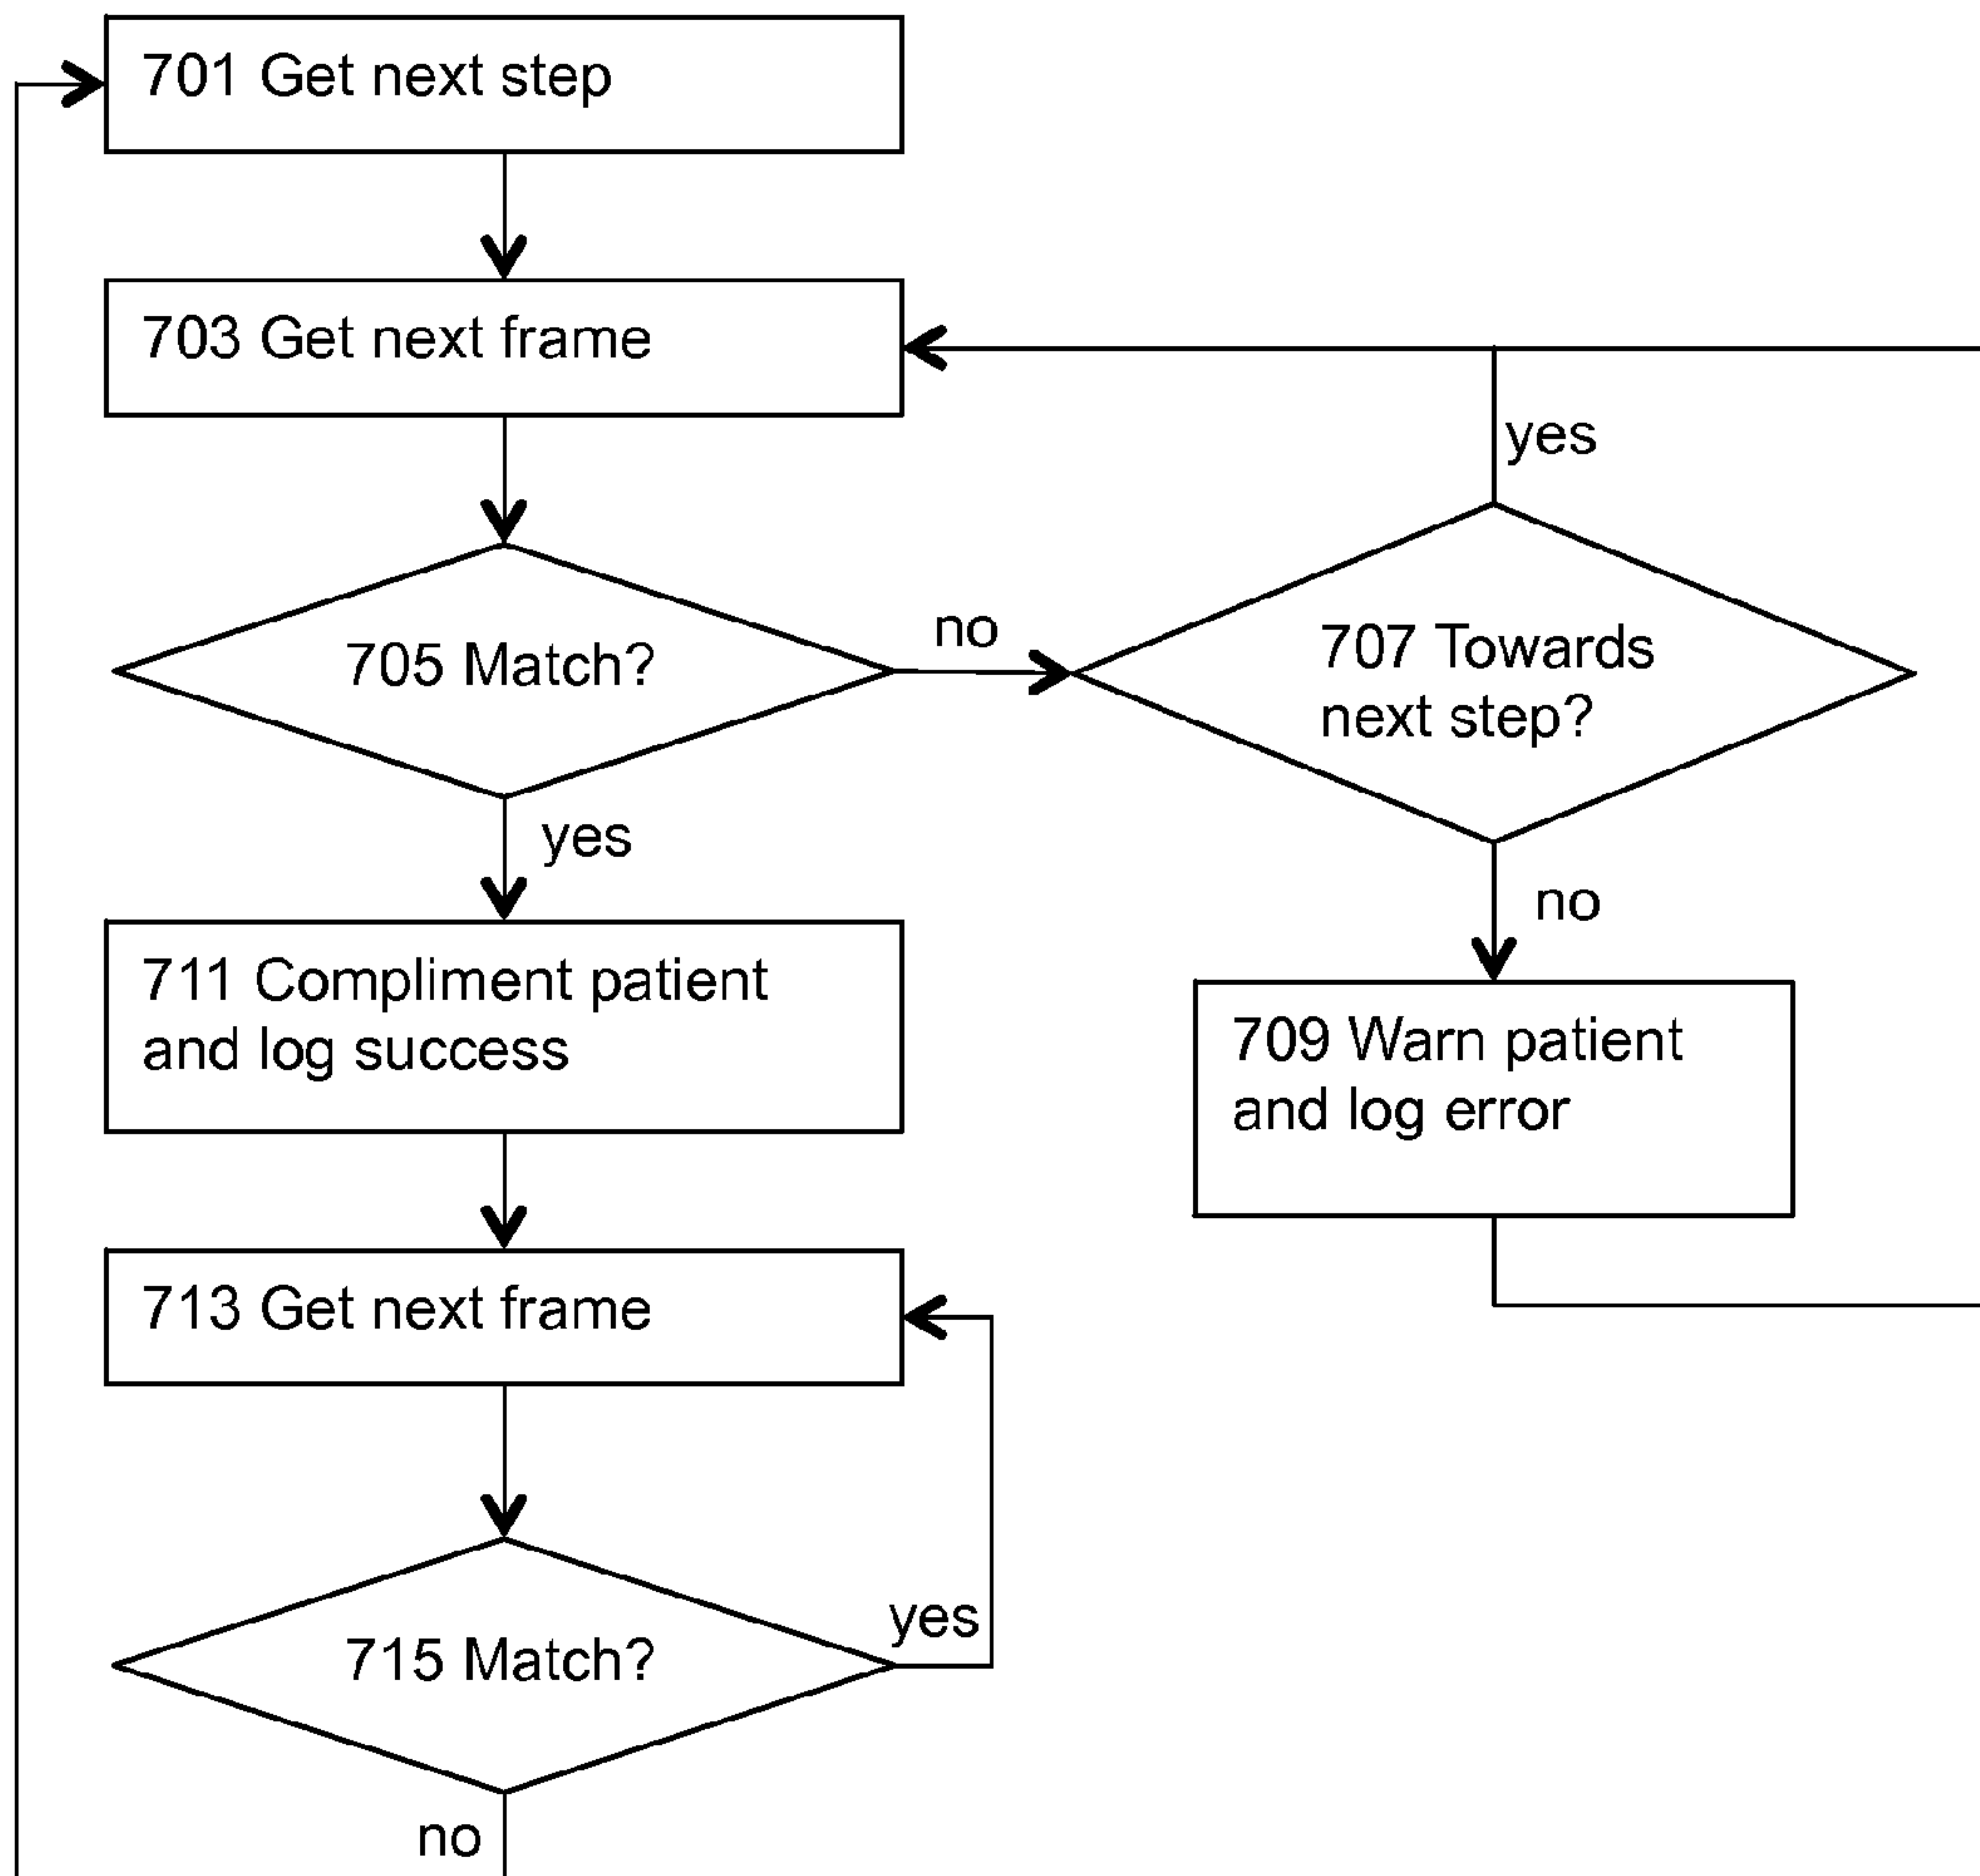 701 Get next step
703 Get next frame
yes
705 Match?
no
707 Towards
next step?
yes
no
711 Compliment patient
and log success
709 Warn patient
and log error
713 Get next frame
715 Match?
yes
no